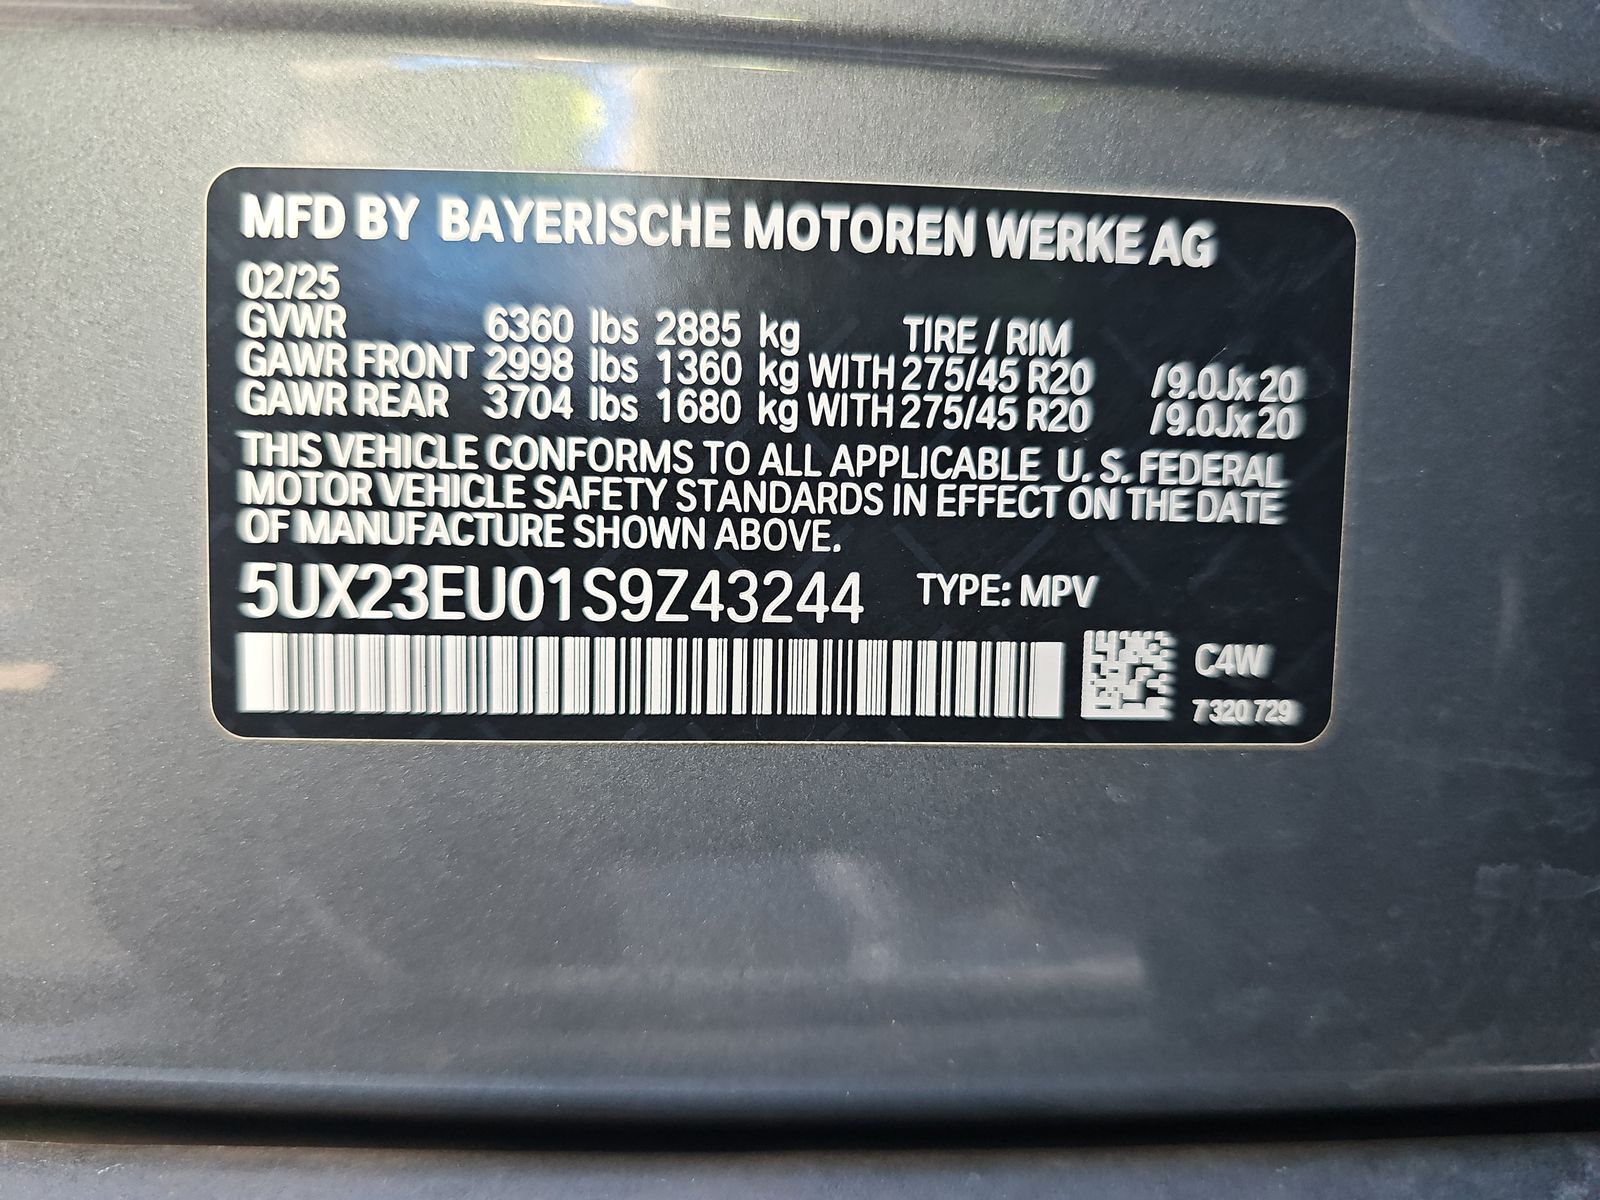 MFD BY BAYERISCHE MOTOREN WERKE AG
02/25
GVWR 6360 lbs 2885 kg TIRE / RIM
GAWR FRONT 2998 lbs 1360 kg WITH 275/45 R20 /9.0Jx20
GAWR REAR 3704 lbs 1680 kg WITH 275/45 R20 /9.0Jx20
THIS VEHICLE CONFORMS TO ALL APPLICABLE U. S. FEDERAL
MOTOR VEHICLE SAFETY STANDARDS IN EFFECT ON THE DATE
OF MANUFACTURE SHOWN ABOVE.
5UX23EU01S9Z43244 TYPE: MPV
C4W
7 320 729